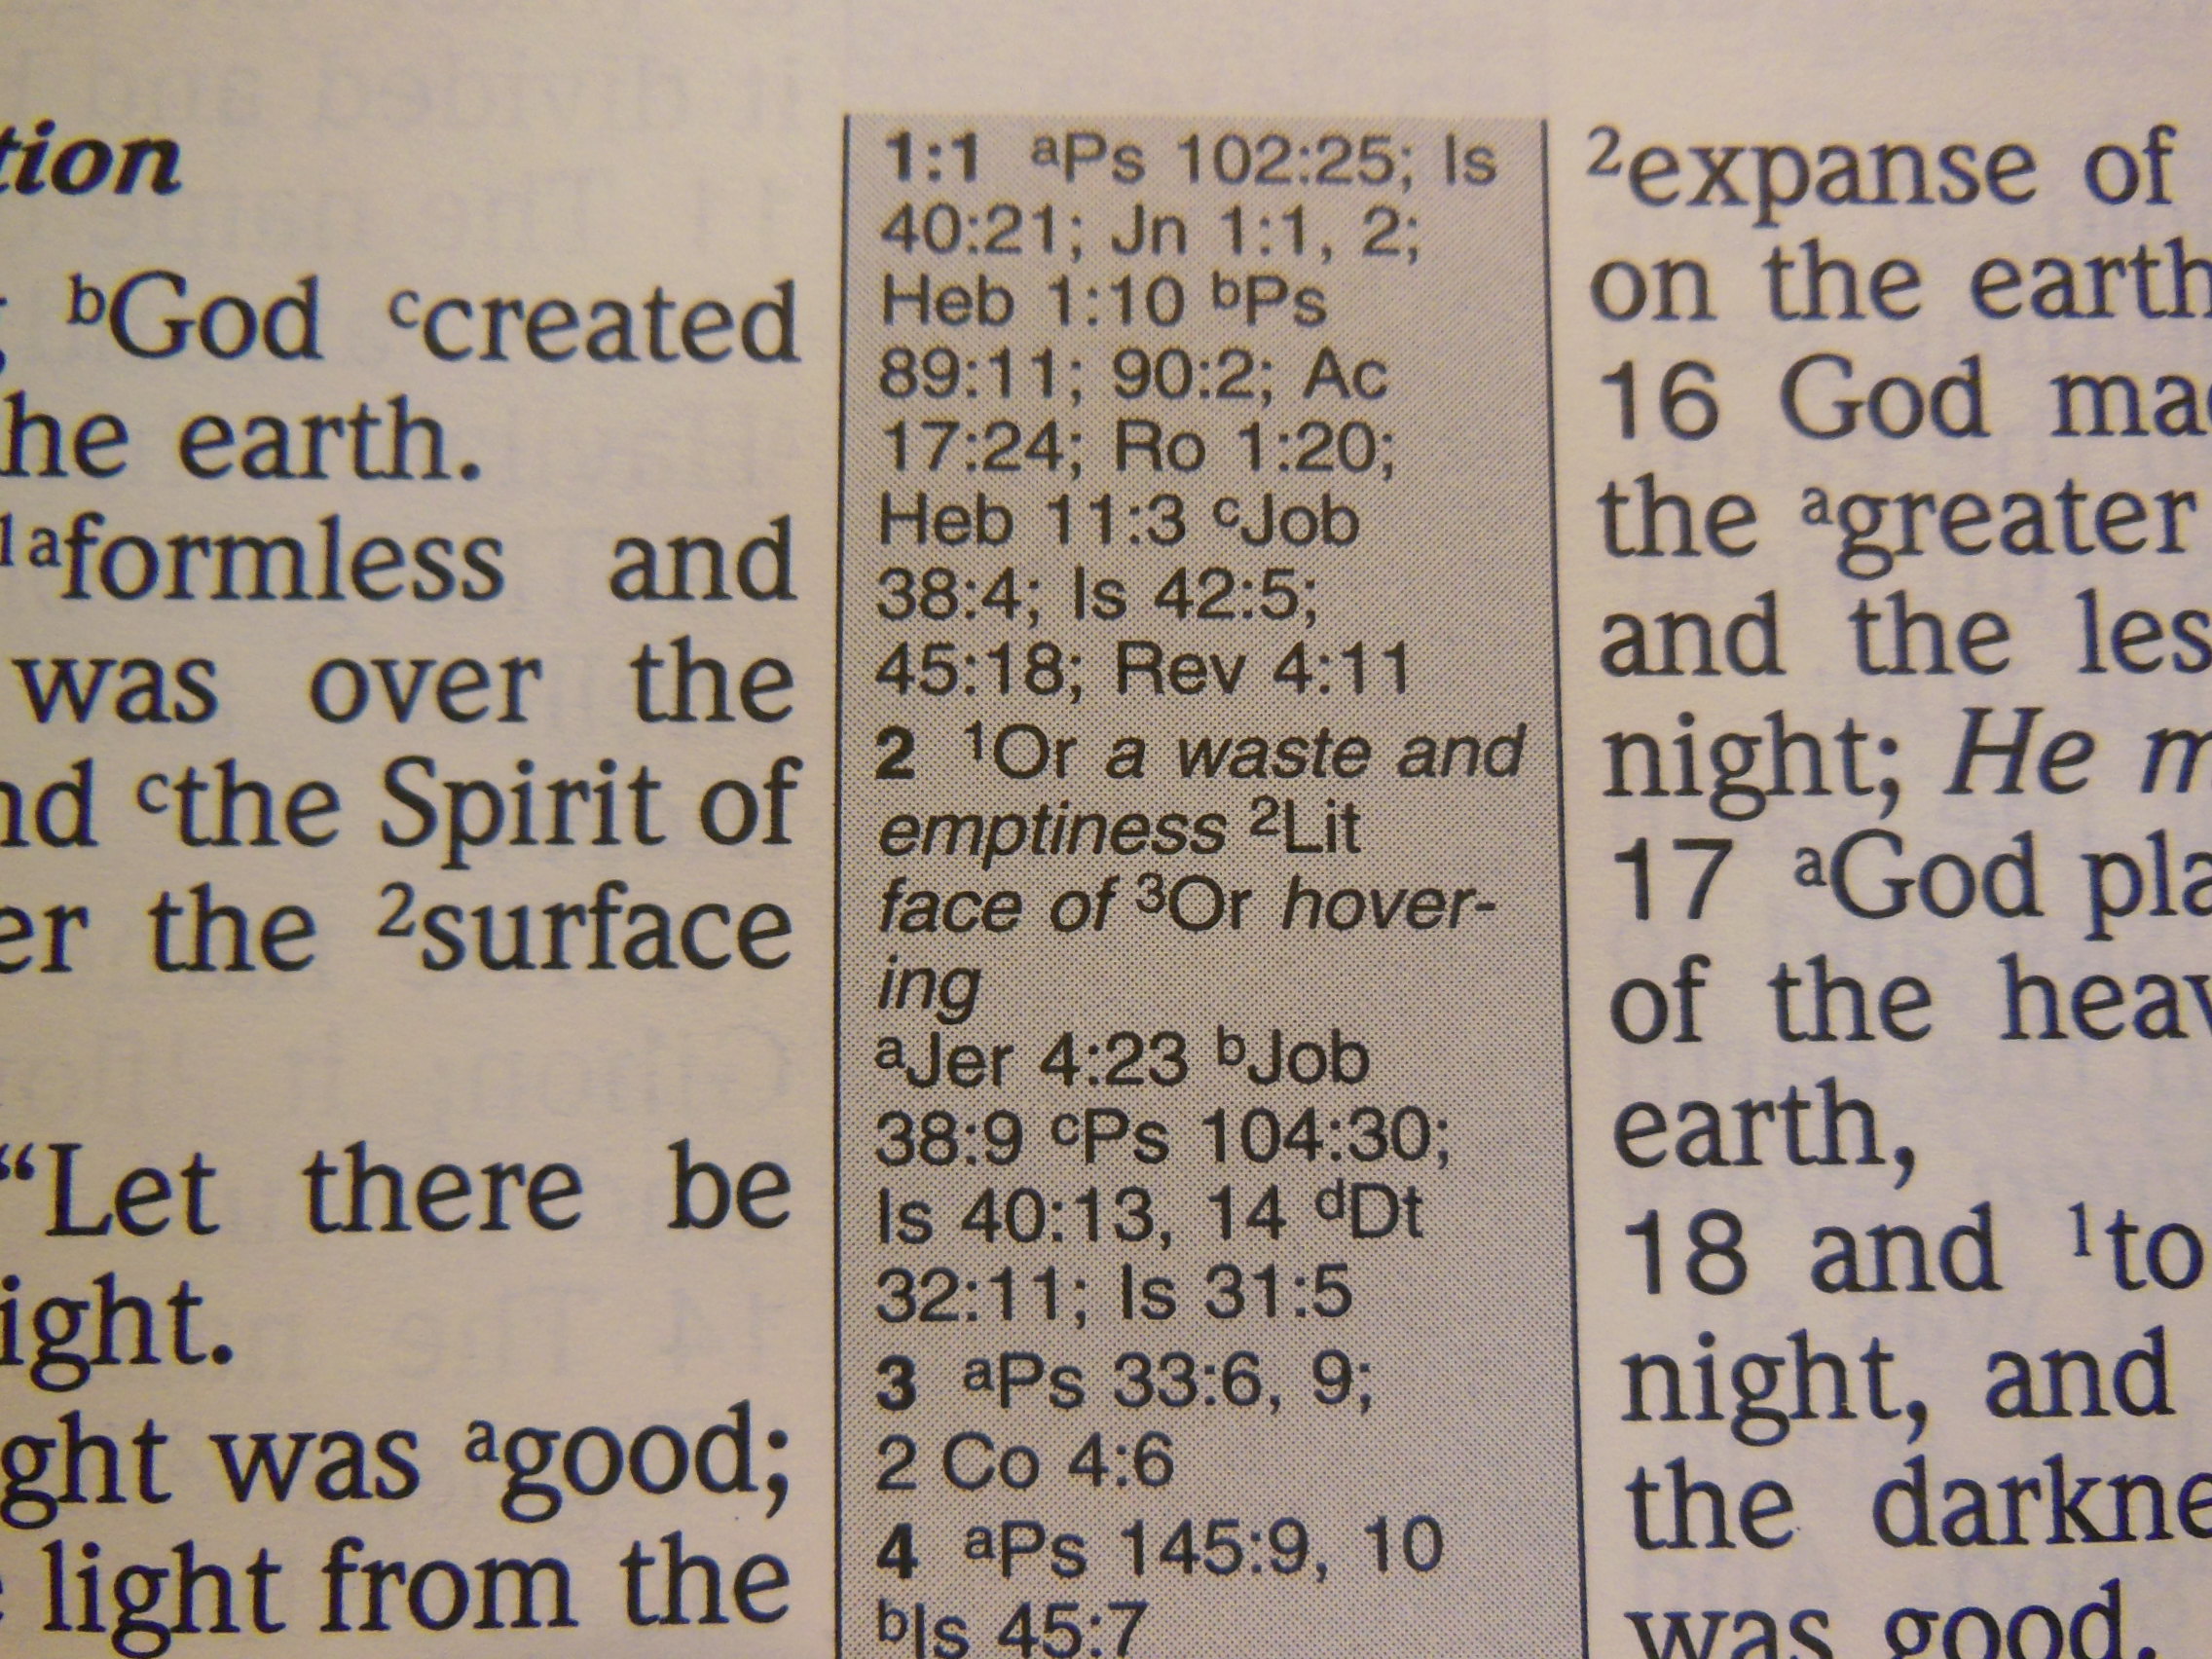 tion
bGod ccreated
he earth.
1aformless and
was over the
nd cthe Spirit of
er the 2surface
“Let there be
ight.
ght was agood;
light from the
1:1 aPs 102:25; Is
40:21; Jn 1:1, 2;
Heb 1:10 bPs
89:11; 90:2; Ac
17:24; Ro 1:20;
Heb 11:3 cJob
38:4; Is 42:5;
45:18; Rev 4:11
2 1Or a waste and
emptiness 2Lit
face of 3Or hover-
ing
aJer 4:23 bJob
38:9 cPs 104:30;
Is 40:13, 14 dDt
32:11; Is 31:5
3 aPs 33:6, 9;
2 Co 4:6
4 aPs 145:9, 10
bIs 45:7
2expanse of
on the earth
16 God mad
the agreater
and the les
night; He m
17 aGod pla
of the heav
earth,
18 and 1to
night, and
the darkne
was good.